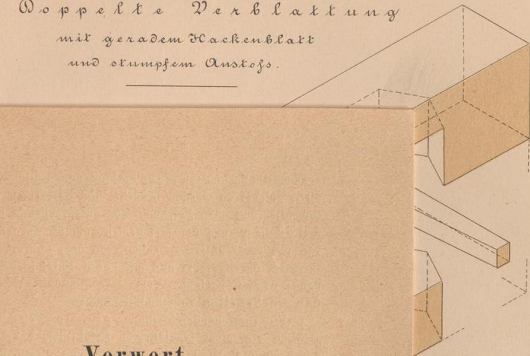 Doppelte Verblattung
mit geradem Hackenblatt
und stumpfem Anstoſs.
Vorwort